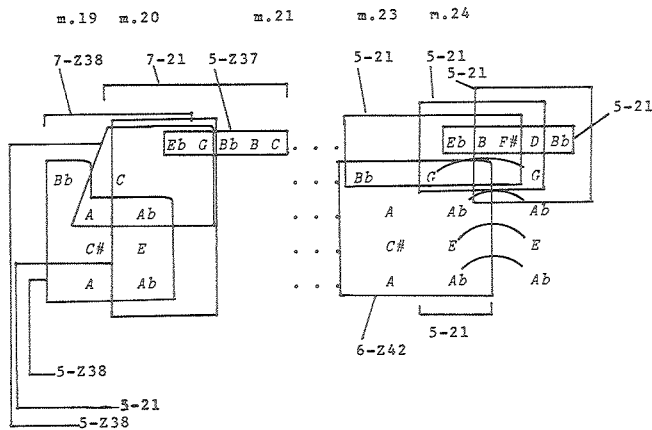 m.19 m.20 m.21 m.23 m.24
7-Z38 7-21 5-Z37 5-21 5-21
5-21
5-21
Eb G Bb B C . . . Eb B F# D Bb
Bb C . . . Bb G G
A Ab . . . A Ab Ab
C# E . . . C# E E
A Ab . . . A Ab Ab
5-21
6-Z42
5-Z38
5-21
5-Z38